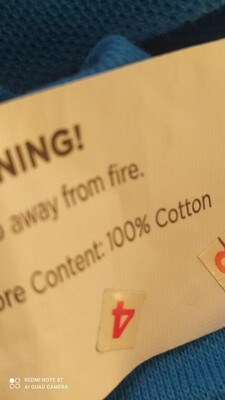 NING!
away from fire.
ore Content: 100% Cotton
4
REDMI NOTE 8T
AI QUAD CAMERA